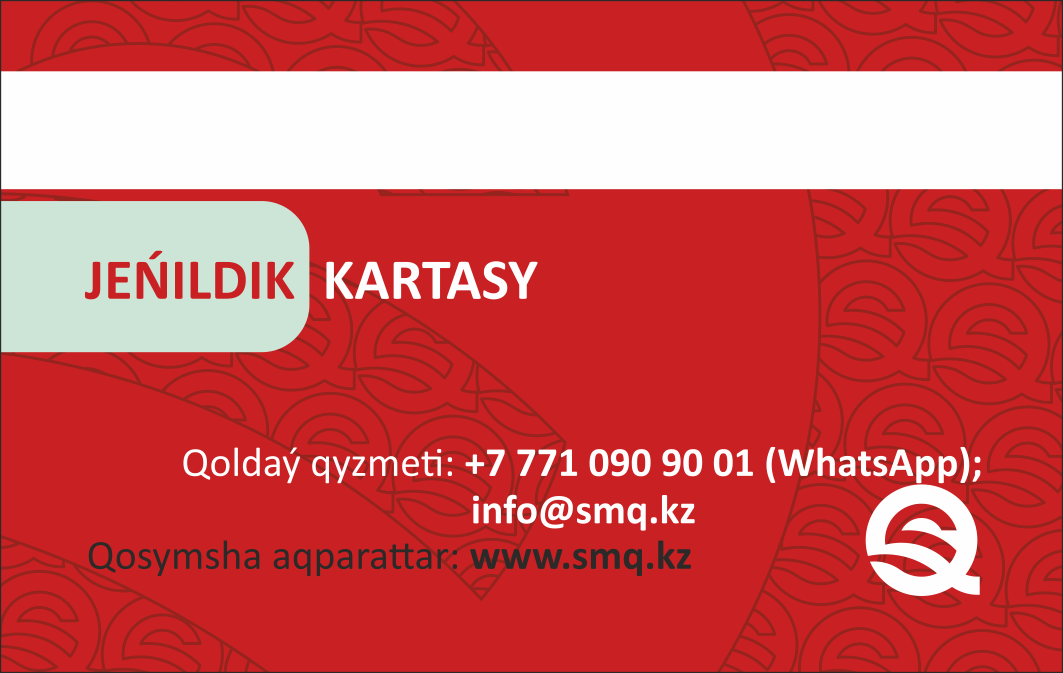 JEŃILDIK KARTASY
Qoldaý qyzmeti: +7 771 090 90 01 (WhatsApp);
info@smq.kz
Qosymsha aqparattar: www.smq.kz